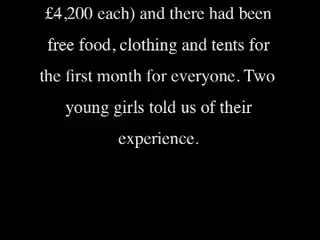 £4,200 each) and there had been
free food, clothing and tents for
the first month for everyone. Two
young girls told us of their
experience.